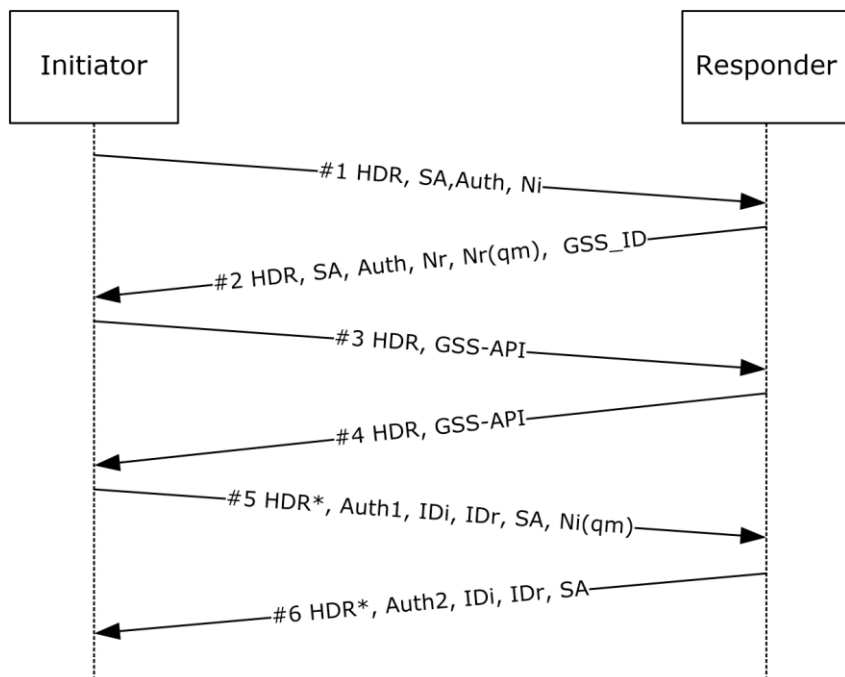 Initiator
Responder
#1 HDR, SA,Auth, Ni
#2 HDR, SA, Auth, Nr, Nr(qm),  GSS_ID
#3 HDR, GSS-API
#4 HDR, GSS-API
#5 HDR*, Auth1, IDi, IDr, SA, Ni(qm)
#6 HDR*, Auth2, IDi, IDr, SA